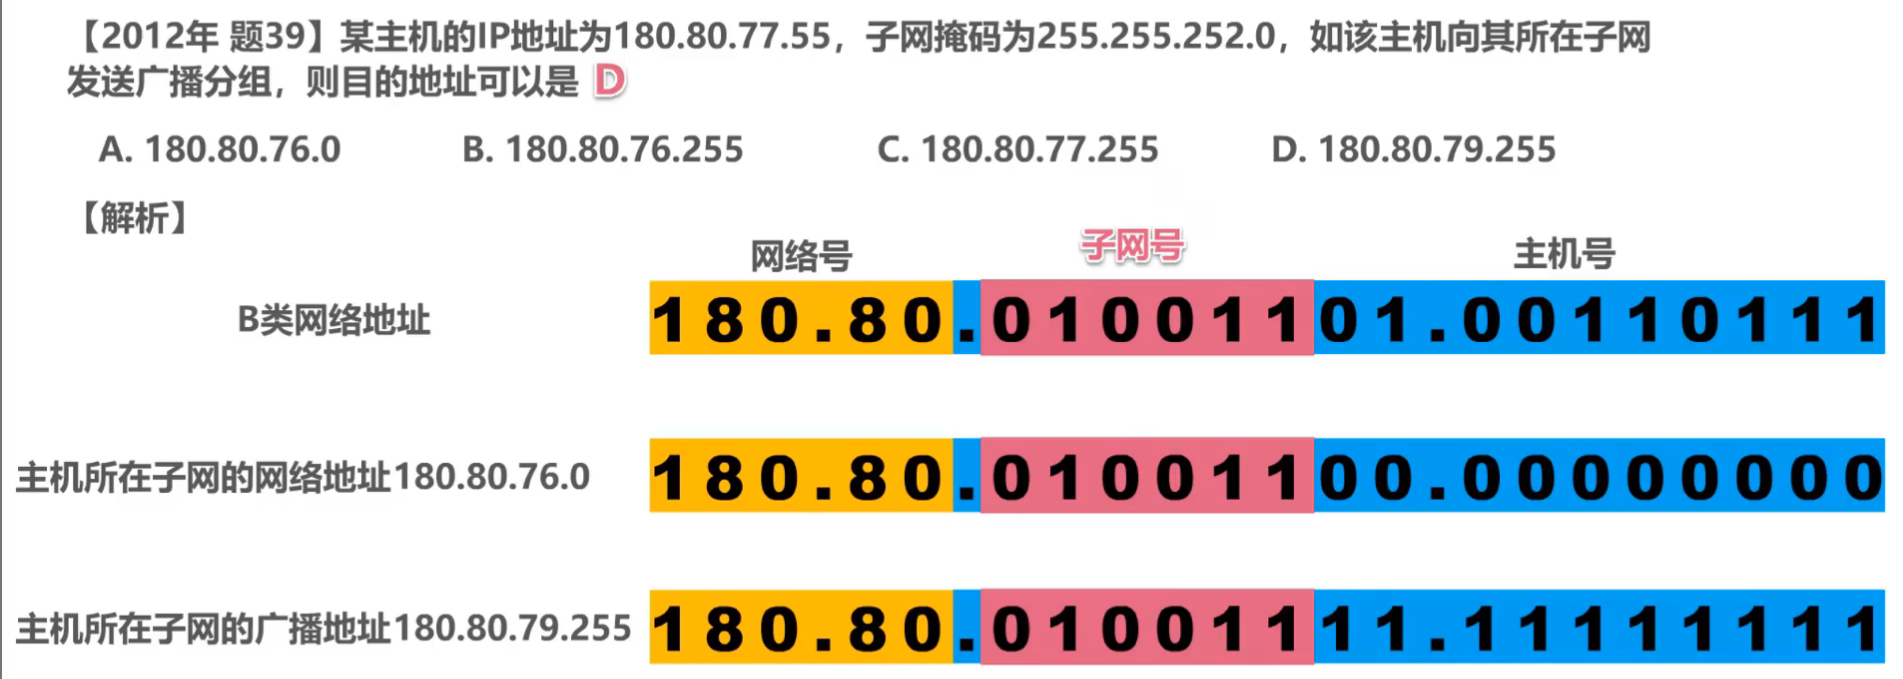 【2012年 题39】某主机的IP地址为180.80.77.55，子网掩码为255.255.252.0，如该主机向其所在子网
发送广播分组，则目的地址可以是 D
A. 180.80.76.0 B. 180.80.76.255 C. 180.80.77.255 D. 180.80.79.255
【解析】
网络号 子网号 主机号
B类网络地址 180.80.01001101.00110111
主机所在子网的网络地址180.80.76.0 180.80.01001100.00000000
主机所在子网的广播地址180.80.79.255 180.80.01001111.11111111